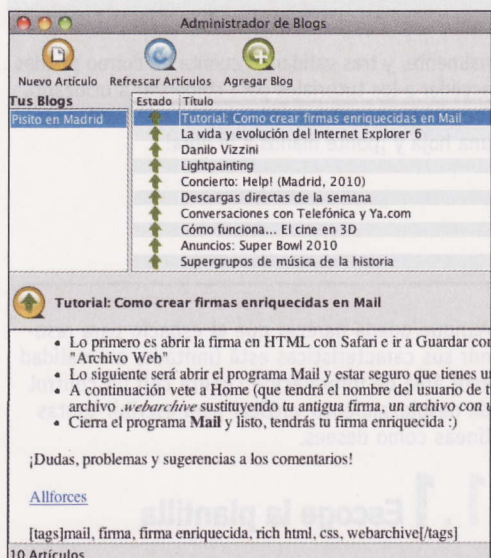 Administrador de Blogs
Nuevo Artículo Refrescar Artículos Agregar Blog
Tus Blogs
Pisito en Madrid
Estado Título
Tutorial: Como crear firmas enriquecidas en Mail
La vida y evolución del Internet Explorer 6
Danilo Vizzini
Lightpainting
Concierto: Help! (Madrid, 2010)
Descargas directas de la semana
Conversaciones con Telefónica y Ya.com
Cómo funciona... El cine en 3D
Anuncios: Super Bowl 2010
Supergrupos de música de la historia
Tutorial: Como crear firmas enriquecidas en Mail
Lo primero es abrir la firma en HTML con Safari e ir a Guardar
"Archivo Web"
Lo siguiente será abrir el programa Mail y estar seguro que tienes
A continuación vete a Home (que tendrá el nombre del usuario de
archivo .webarchive sustituyendo tu antigua firma, un archivo con
Cierra el programa Mail y listo, tendrás tu firma enriquecida :)
¡Dudas, problemas y sugerencias a los comentarios!
Allforces
[tags]mail, firma, firma enriquecida, rich html, css, webarchive[/tags]
10 Artículos
1.1 Escoge la plantilla